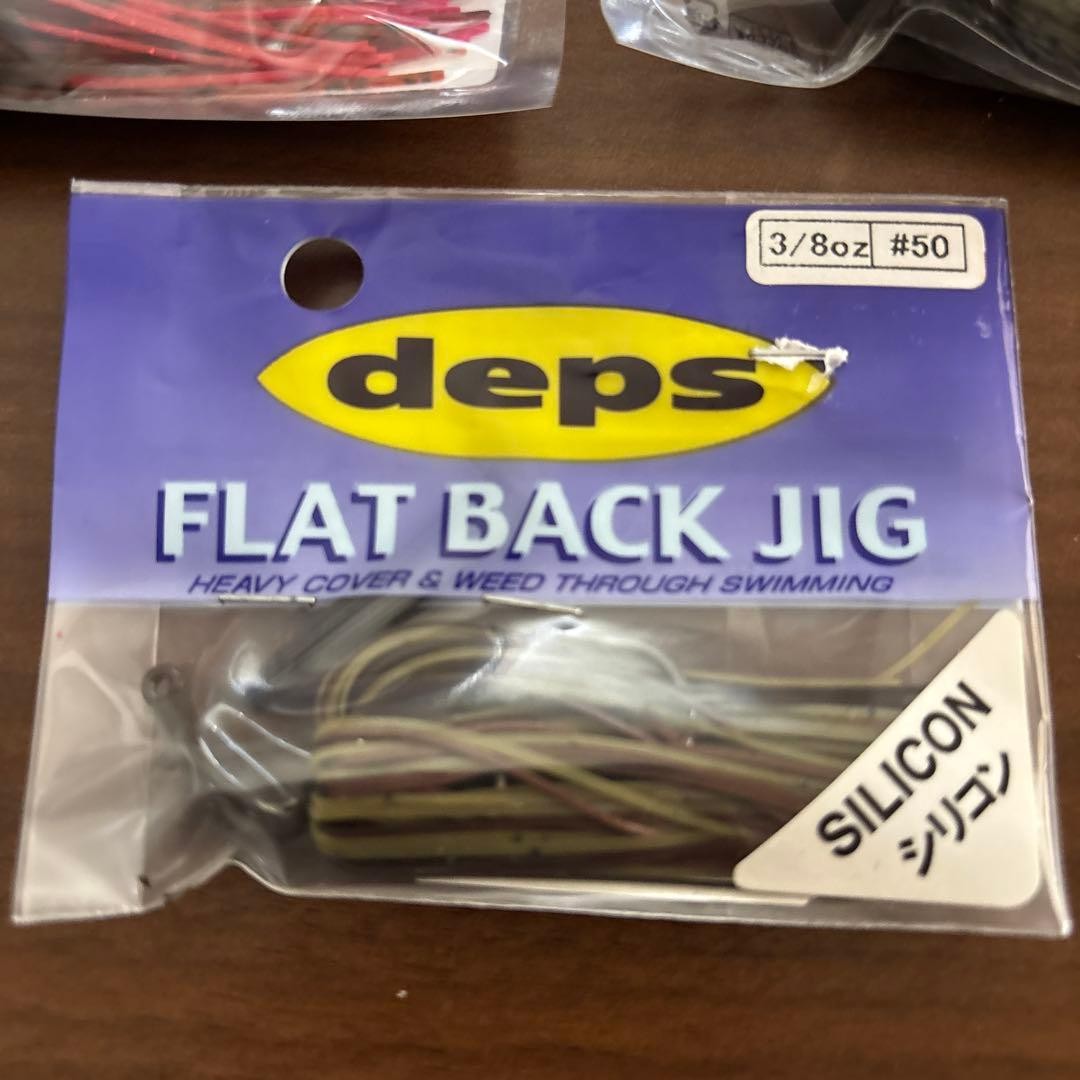 3/8oz #50
deps
FLAT BACK JIG
HEAVY COVER & WEED THROUGH SWIMMING
SILICON
シリコン